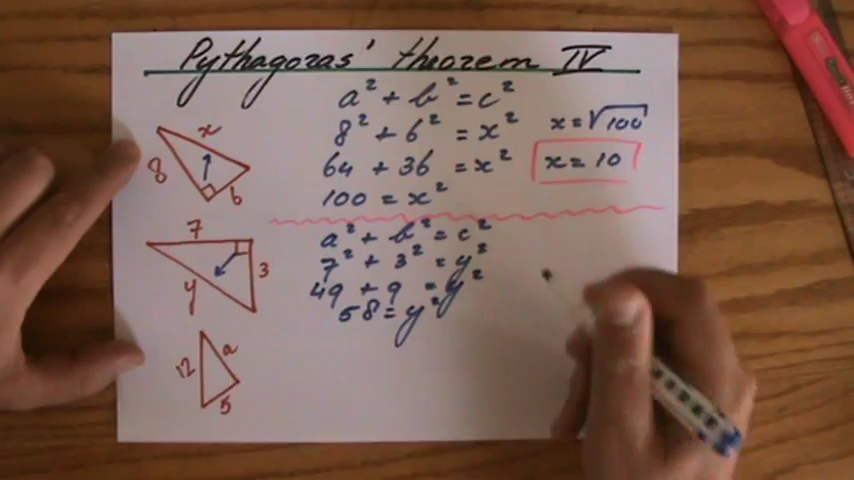 Pythagoras' theorem IV
a² + b² = c²
8² + 6² = x²
64 + 36 = x²
100 = x²
x = √100
x = 10
x
8
6
a² + b² = c²
7² + 3² = y²
49 + 9 = y²
58 = y²
7
3
y
12
a
5